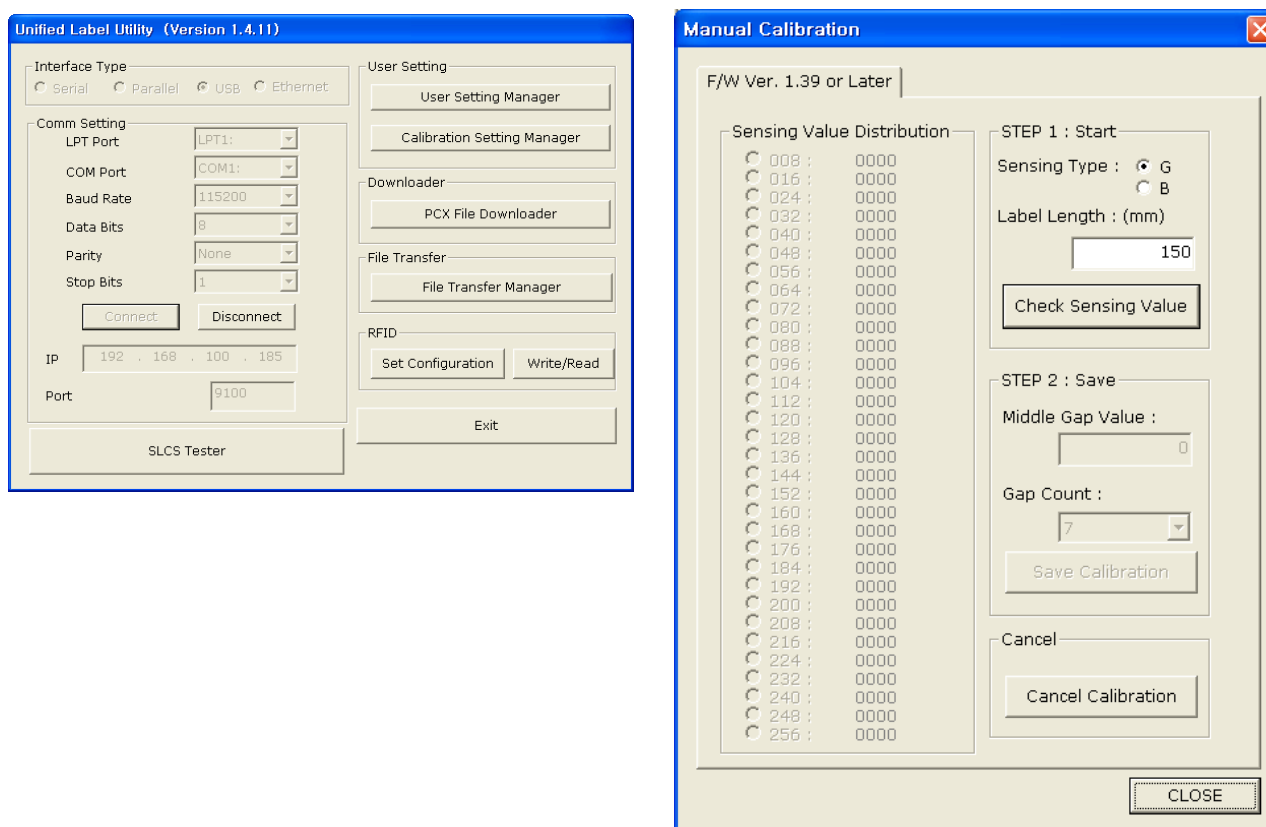 Unified Label Utility (Version 1.4.11)
Interface Type
Serial Parallel USB Ethernet
Comm Setting
LPT Port LPT1:
COM Port COM1:
Baud Rate 115200
Data Bits 8
Parity None
Stop Bits 1
Connect Disconnect
IP 192 . 168 . 100 . 185
Port 9100
SLCS Tester
User Setting
User Setting Manager
Calibration Setting Manager
Downloader
PCX File Downloader
File Transfer
File Transfer Manager
RFID
Set Configuration Write/Read
Exit
Manual Calibration
F/W Ver. 1.39 or Later
Sensing Value Distribution
008 : 0000
016 : 0000
024 : 0000
032 : 0000
040 : 0000
048 : 0000
056 : 0000
064 : 0000
072 : 0000
080 : 0000
088 : 0000
096 : 0000
104 : 0000
112 : 0000
120 : 0000
128 : 0000
136 : 0000
144 : 0000
152 : 0000
160 : 0000
168 : 0000
176 : 0000
184 : 0000
192 : 0000
200 : 0000
208 : 0000
216 : 0000
224 : 0000
232 : 0000
240 : 0000
248 : 0000
256 : 0000
STEP 1 : Start
Sensing Type : G
B
Label Length : (mm)
150
Check Sensing Value
STEP 2 : Save
Middle Gap Value :
0
Gap Count :
7
Save Calibration
Cancel
Cancel Calibration
CLOSE